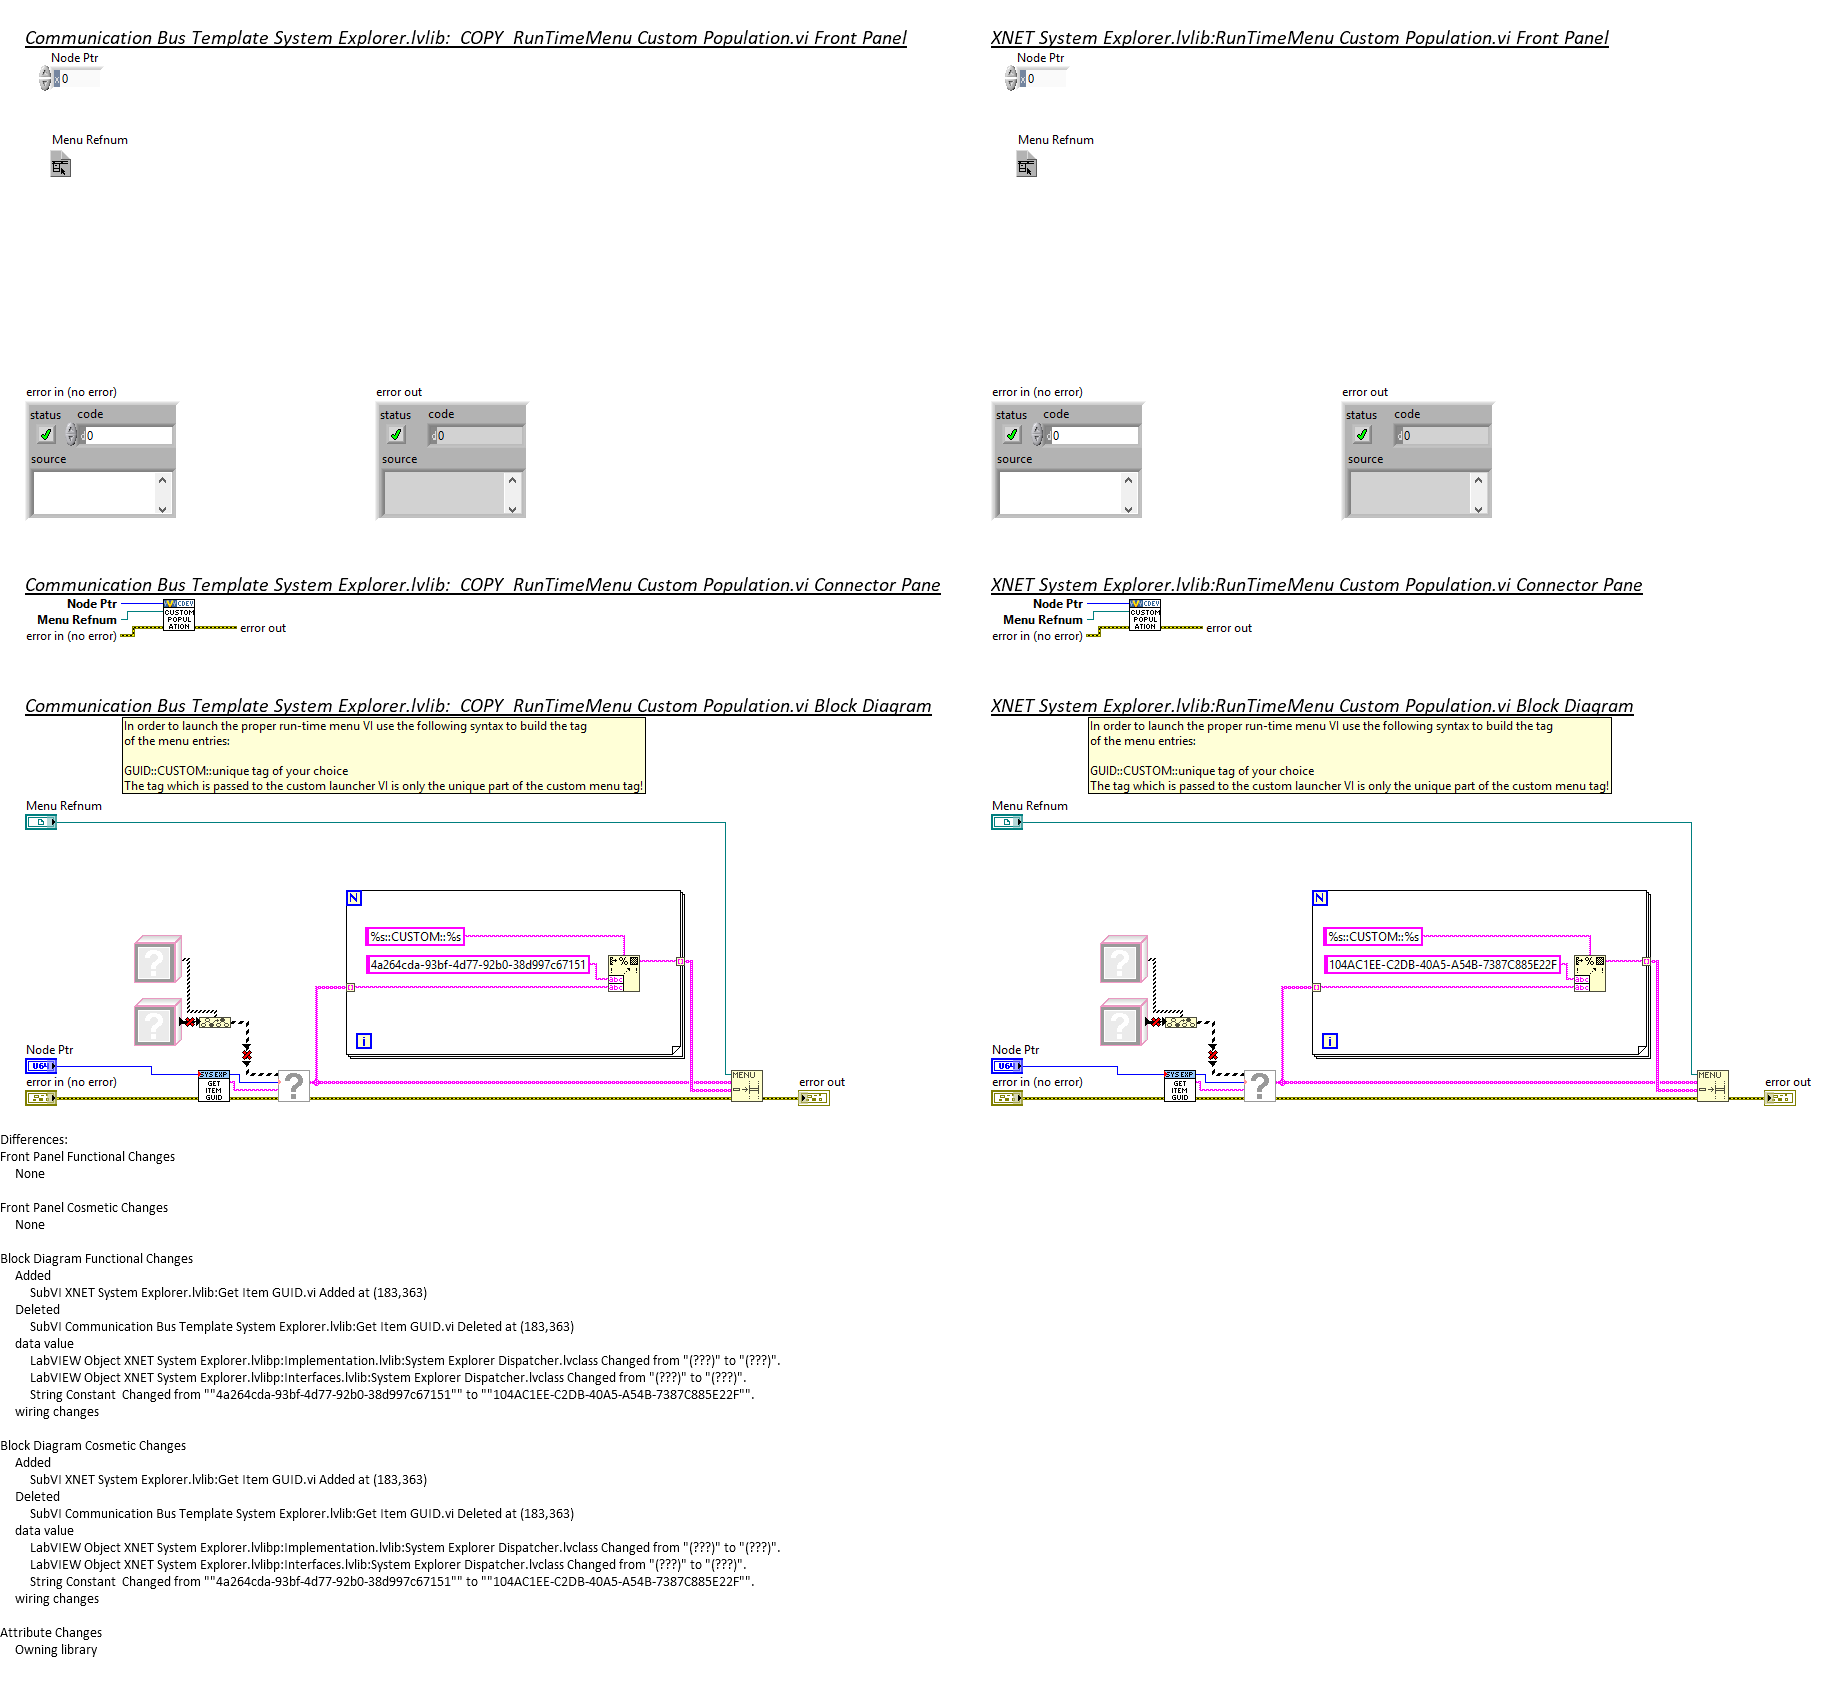 Communication Bus Template System Explorer.lvlib:_COPY_RunTimeMenu Custom Population.vi Front Panel
Node Ptr
x 0
Menu Refnum
error in (no error)
error out
status code
d 0
source
status code
d 0
source
Communication Bus Template System Explorer.lvlib:_COPY_RunTimeMenu Custom Population.vi Connector Pane
Node Ptr
Menu Refnum
error in (no error)
CDEV
CUSTOM
POPUL
ATION
error out
Communication Bus Template System Explorer.lvlib:_COPY_RunTimeMenu Custom Population.vi Block Diagram
In order to launch the proper run-time menu VI use the following syntax to build the tag
of the menu entries:
GUID::CUSTOM::unique tag of your choice
The tag which is passed to the custom launcher VI is only the unique part of the custom menu tag!
Menu Refnum
N
%s::CUSTOM::%s
4a264cda-93bf-4d77-92b0-38d997c67151
%
abc
abc
?
?
i
Node Ptr
U64
error in (no error)
SYS EXP
GET
ITEM
GUID
?
MENU
error out
XNET System Explorer.lvlib:RunTimeMenu Custom Population.vi Front Panel
Node Ptr
x 0
Menu Refnum
error in (no error)
error out
status code
d 0
source
status code
d 0
source
XNET System Explorer.lvlib:RunTimeMenu Custom Population.vi Connector Pane
Node Ptr
Menu Refnum
error in (no error)
CDEV
CUSTOM
POPUL
ATION
error out
XNET System Explorer.lvlib:RunTimeMenu Custom Population.vi Block Diagram
In order to launch the proper run-time menu VI use the following syntax to build the tag
of the menu entries:
GUID::CUSTOM::unique tag of your choice
The tag which is passed to the custom launcher VI is only the unique part of the custom menu tag!
Menu Refnum
N
%s::CUSTOM::%s
104AC1EE-C2DB-40A5-A54B-7387C885E22F
%
abc
abc
?
?
i
Node Ptr
U64
error in (no error)
SYS EXP
GET
ITEM
GUID
?
MENU
error out
Differences:
Front Panel Functional Changes
None
Front Panel Cosmetic Changes
None
Block Diagram Functional Changes
Added
SubVI XNET System Explorer.lvlib:Get Item GUID.vi Added at (183,363)
Deleted
SubVI Communication Bus Template System Explorer.lvlib:Get Item GUID.vi Deleted at (183,363)
data value
LabVIEW Object XNET System Explorer.lvlibp:Implementation.lvlib:System Explorer Dispatcher.lvclass Changed from "(???)" to "(???)".
LabVIEW Object XNET System Explorer.lvlibp:Interfaces.lvlib:System Explorer Dispatcher.lvclass Changed from "(???)" to "(???)".
String Constant  Changed from ""4a264cda-93bf-4d77-92b0-38d997c67151"" to ""104AC1EE-C2DB-40A5-A54B-7387C885E22F"".
wiring changes
Block Diagram Cosmetic Changes
Added
SubVI XNET System Explorer.lvlib:Get Item GUID.vi Added at (183,363)
Deleted
SubVI Communication Bus Template System Explorer.lvlib:Get Item GUID.vi Deleted at (183,363)
data value
LabVIEW Object XNET System Explorer.lvlibp:Implementation.lvlib:System Explorer Dispatcher.lvclass Changed from "(???)" to "(???)".
LabVIEW Object XNET System Explorer.lvlibp:Interfaces.lvlib:System Explorer Dispatcher.lvclass Changed from "(???)" to "(???)".
String Constant  Changed from ""4a264cda-93bf-4d77-92b0-38d997c67151"" to ""104AC1EE-C2DB-40A5-A54B-7387C885E22F"".
wiring changes
Attribute Changes
Owning library